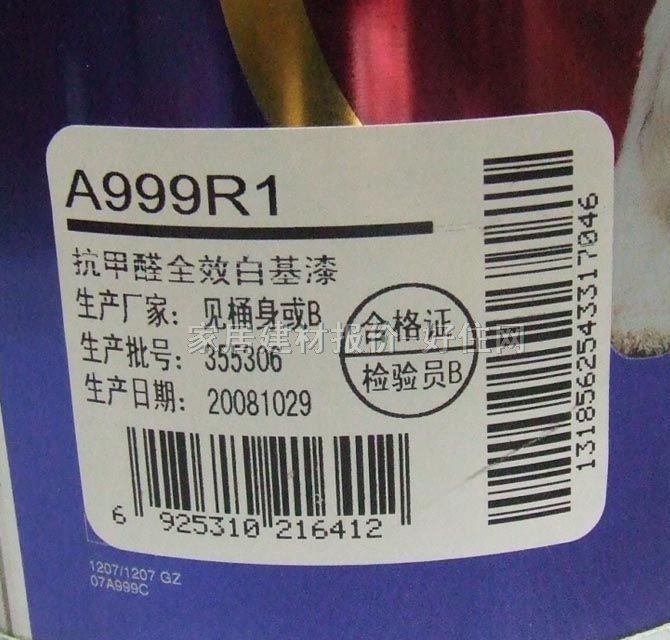 A999R1
抗甲醛全效白基漆
生产厂家：见桶身或B
生产批号：355306
生产日期：20081029
合格证
检验员B
家居建材报价 好住网
6 925310 216412
1318562543317046
1207/1207 GZ
07A999C